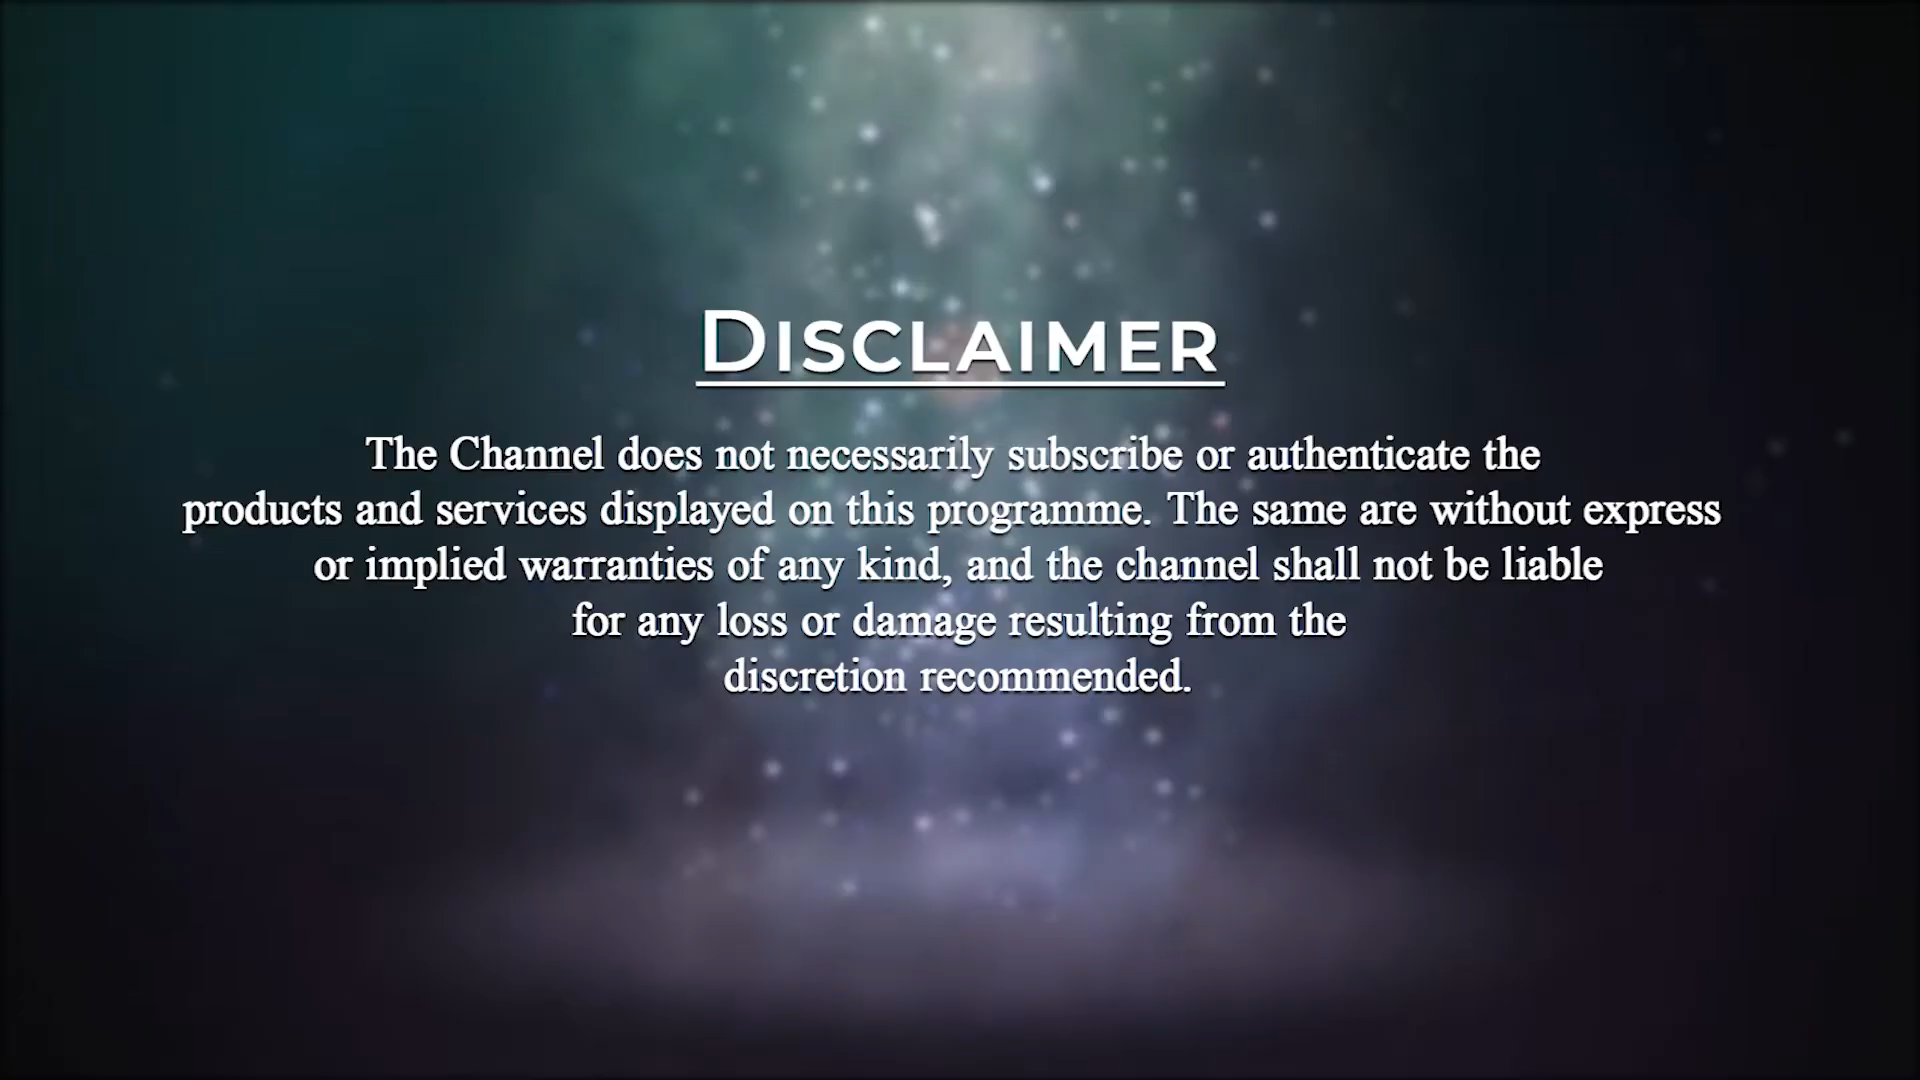 DISCLAIMER
The Channel does not necessarily subscribe or authenticate the
products and services displayed on this programme. The same are without express
or implied warranties of any kind, and the channel shall not be liable
for any loss or damage resulting from the
discretion recommended.